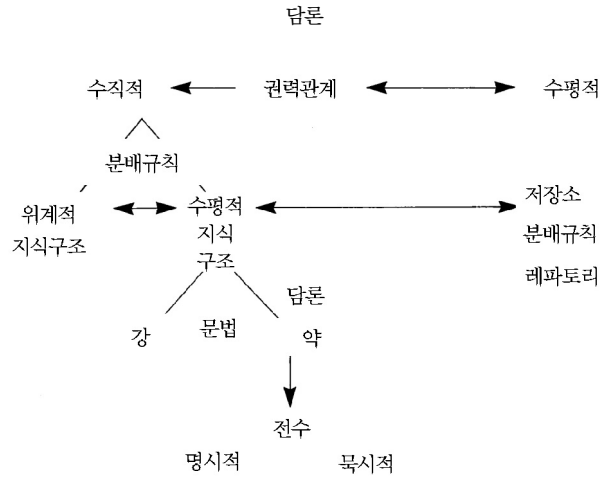 담론
수직적 권력관계 수평적
분배규칙
위계적
지식구조
수평적
지식
구조
저장소
분배규칙
레파토리
담론
강 문법 약
전수
명시적 묵시적